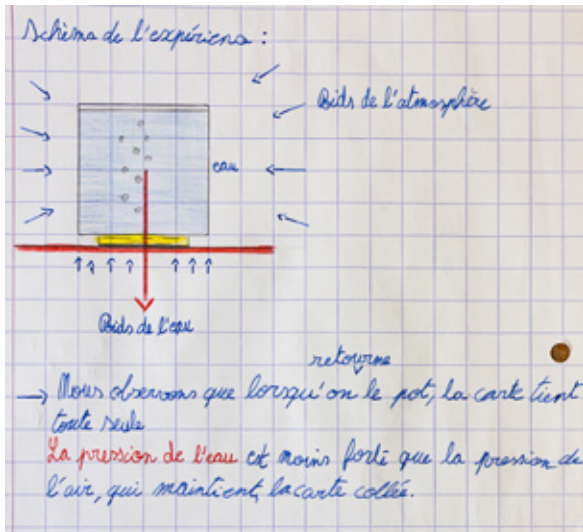 Schéma de l'expérience :
Poids de l'atmosphère
eau
Poids de l'eau
retourne
→ Nous observons que lorsqu'on le pot, la carte tient
toute seule
La pression de l'eau est moins forte que la pression de
l'air, qui maintient, la carte collée.